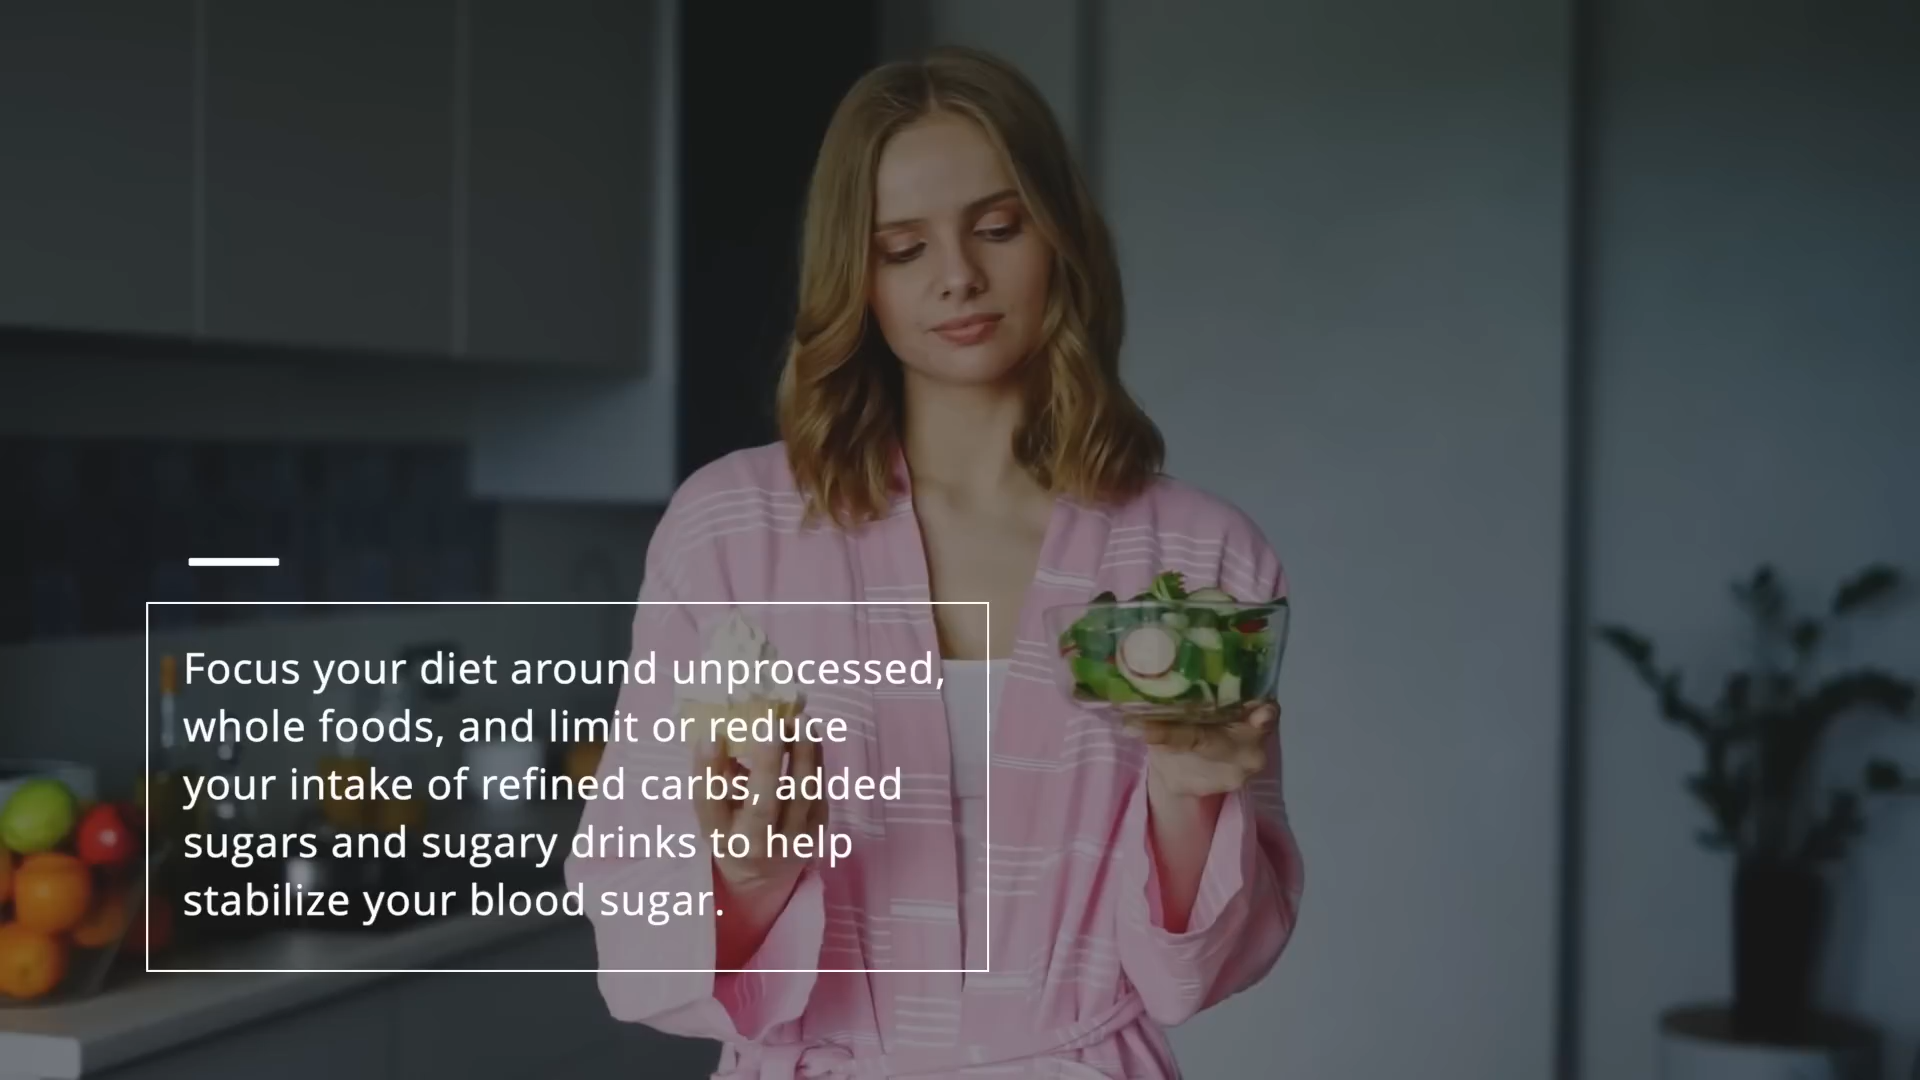 Focus your diet around unprocessed,
whole foods, and limit or reduce
your intake of refined carbs, added
sugars and sugary drinks to help
stabilize your blood sugar.